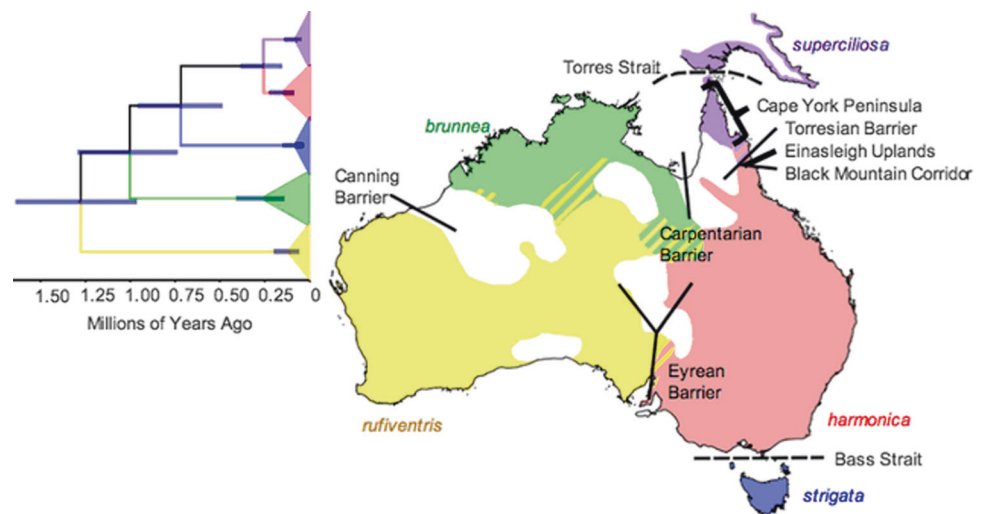 superciliosa
Torres Strait
Cape York Peninsula
Torresian Barrier
Einasleigh Uplands
Black Mountain Corridor
brunnea
Canning
Barrier
Carpentarian
Barrier
1.50 1.25 1.00 0.75 0.50 0.25 0
Millions of Years Ago
Eyrean
Barrier
rufiventris
harmonica
Bass Strait
strigata